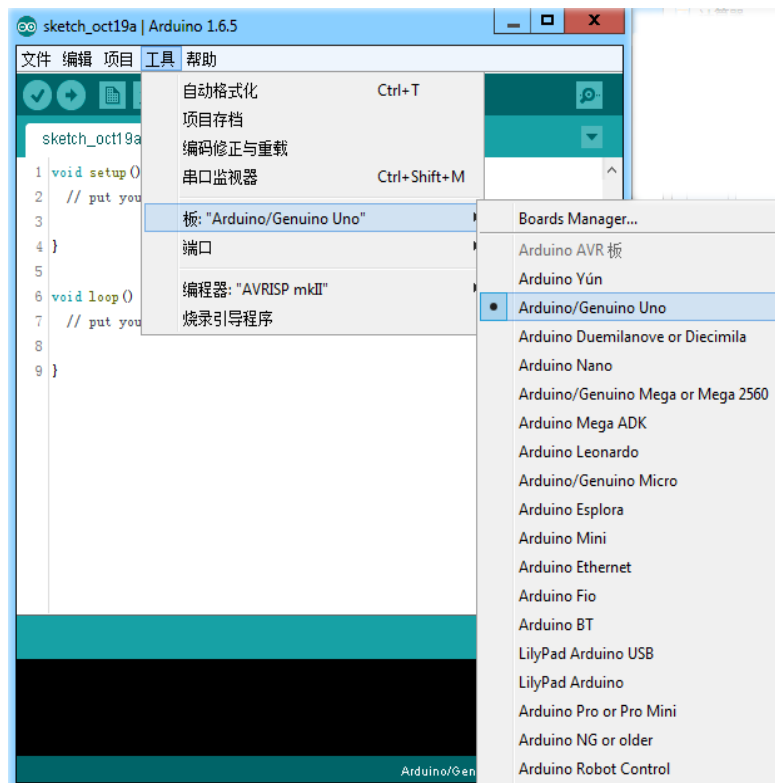 sketch_oct19a | Arduino 1.6.5
文件 编辑 项目 工具 帮助
自动格式化 Ctrl+T
项目存档
编码修正与重载
串口监视器 Ctrl+Shift+M
板: "Arduino/Genuino Uno"
端口
编程器: "AVRISP mkII"
烧录引导程序
sketch_oct19a
1 void setup()
2 // put you
3
4 }
5
6 void loop()
7 // put you
8
9 }
Boards Manager...
Arduino AVR 板
Arduino Yún
Arduino/Genuino Uno
Arduino Duemilanove or Diecimila
Arduino Nano
Arduino/Genuino Mega or Mega 2560
Arduino Mega ADK
Arduino Leonardo
Arduino/Genuino Micro
Arduino Esplora
Arduino Mini
Arduino Ethernet
Arduino Fio
Arduino BT
LilyPad Arduino USB
LilyPad Arduino
Arduino Pro or Pro Mini
Arduino NG or older
Arduino Robot Control
Arduino/Gen